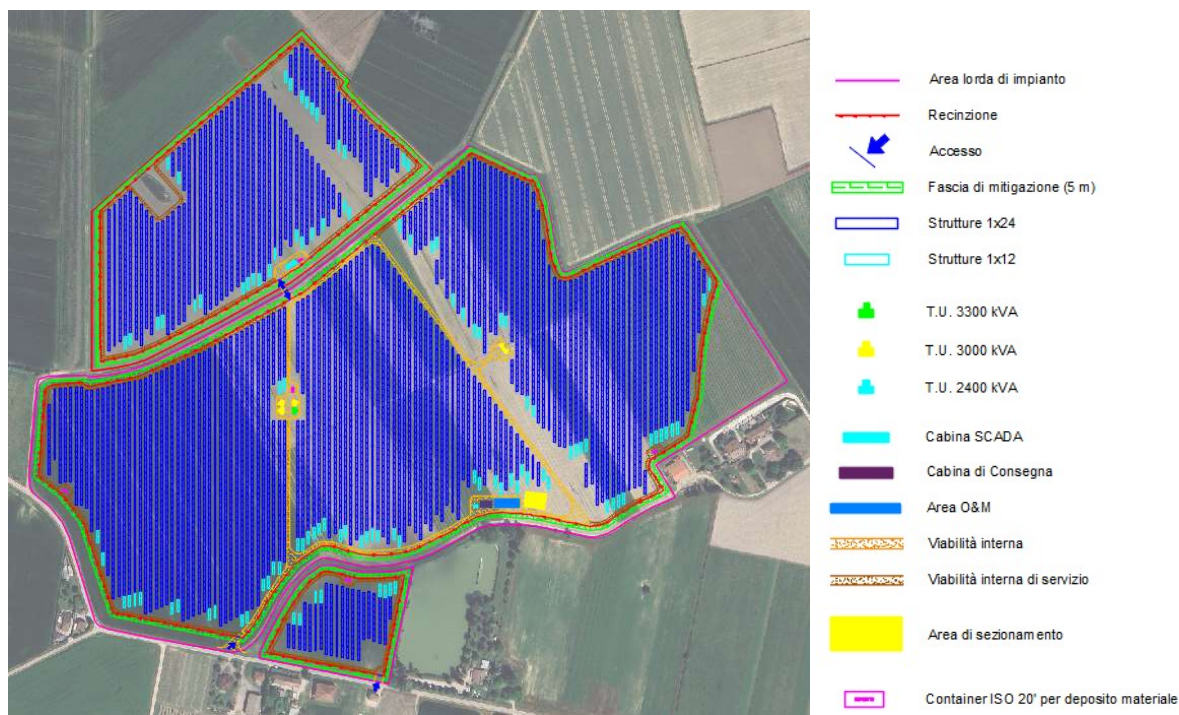 Area lorda di impianto
Recinzione
Accesso
Fascia di mitigazione (5 m)
Strutture 1x24
Strutture 1x12
T.U. 3300 kVA
T.U. 3000 kVA
T.U. 2400 kVA
Cabina SCADA
Cabina di Consegna
Area O&M
Viabilità interna
Viabilità interna di servizio
Area di sezionamento
Container ISO 20' per deposito materiale